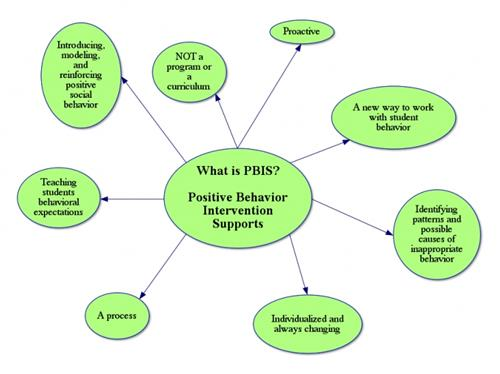 What is PBIS?
Positive Behavior
Intervention
Supports
Introducing,
modeling,
and
reinforcing
positive
social
behavior
NOT a
program or
a
curriculum
Proactive
A new way to work
with student
behavior
Identifying
patterns and
possible
causes of
inappropriate
behavior
Individualized and
always changing
A process
Teaching
students
behavioral
expectations